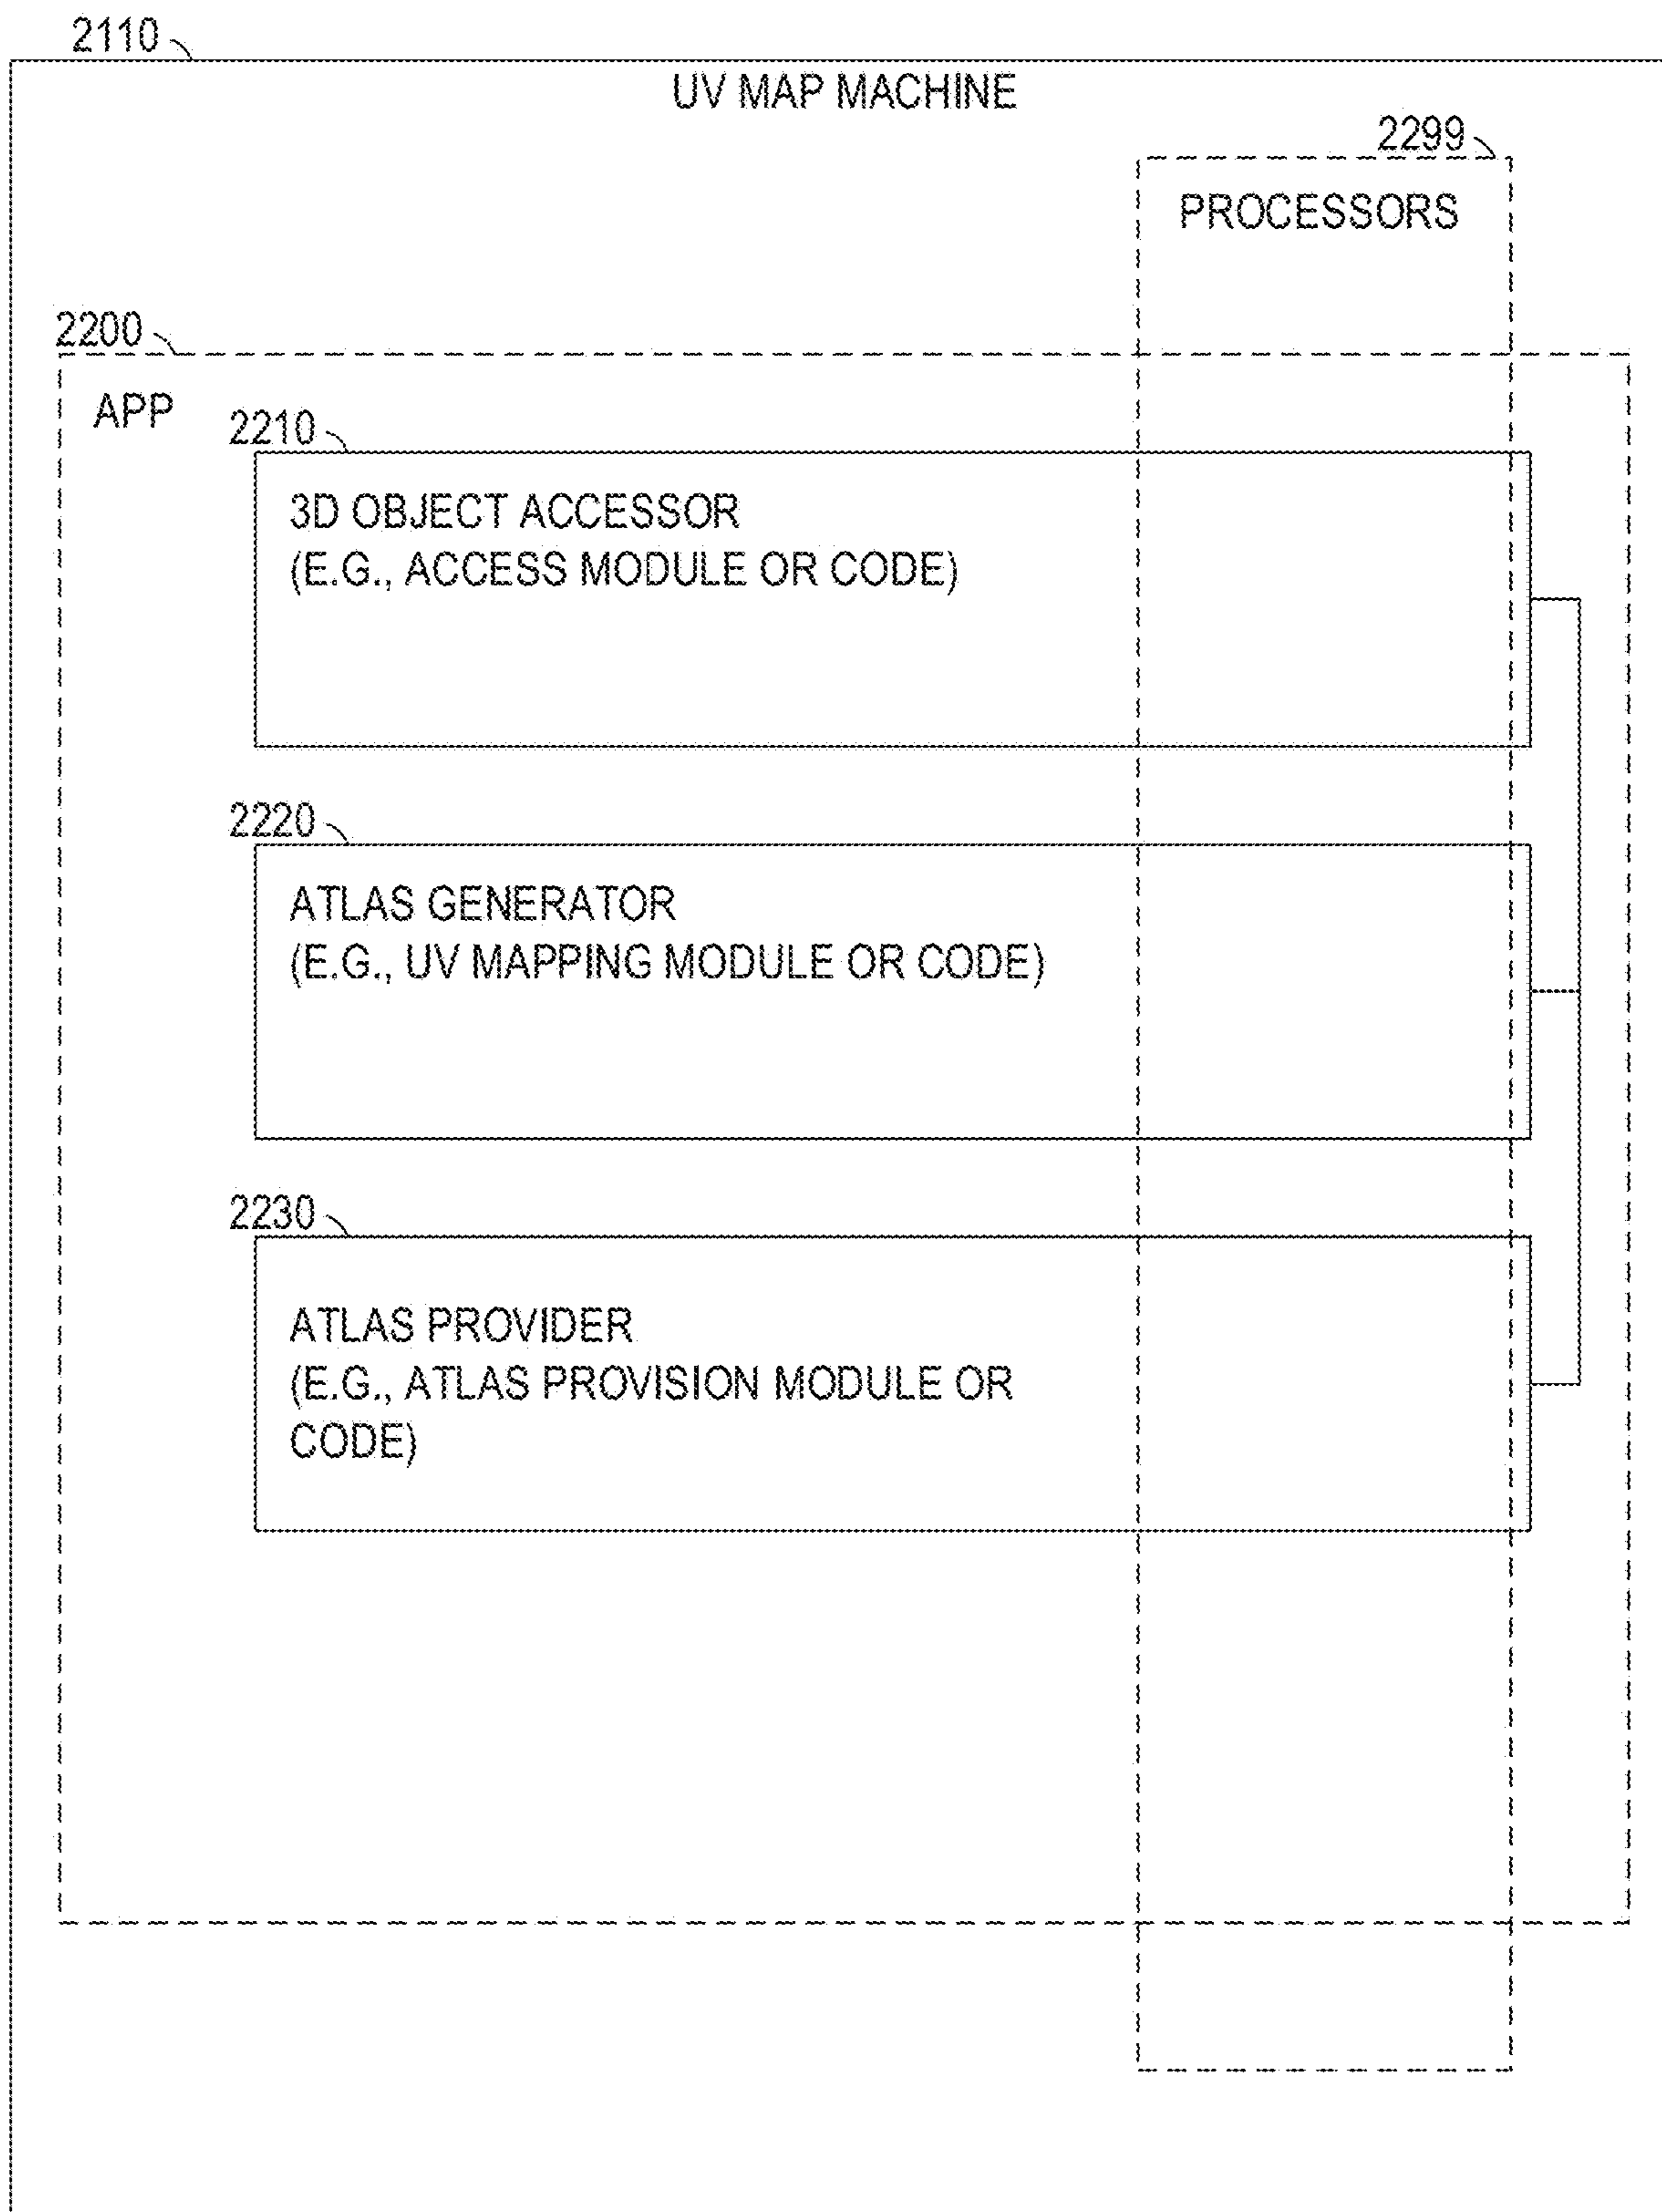 2110
UV MAP MACHINE
2299
PROCESSORS
2200
APP
2210
3D OBJECT ACCESSOR
(E.G., ACCESS MODULE OR CODE)
2220
ATLAS GENERATOR
(E.G., UV MAPPING MODULE OR CODE)
2230
ATLAS PROVIDER
(E.G., ATLAS PROVISION MODULE OR
CODE)